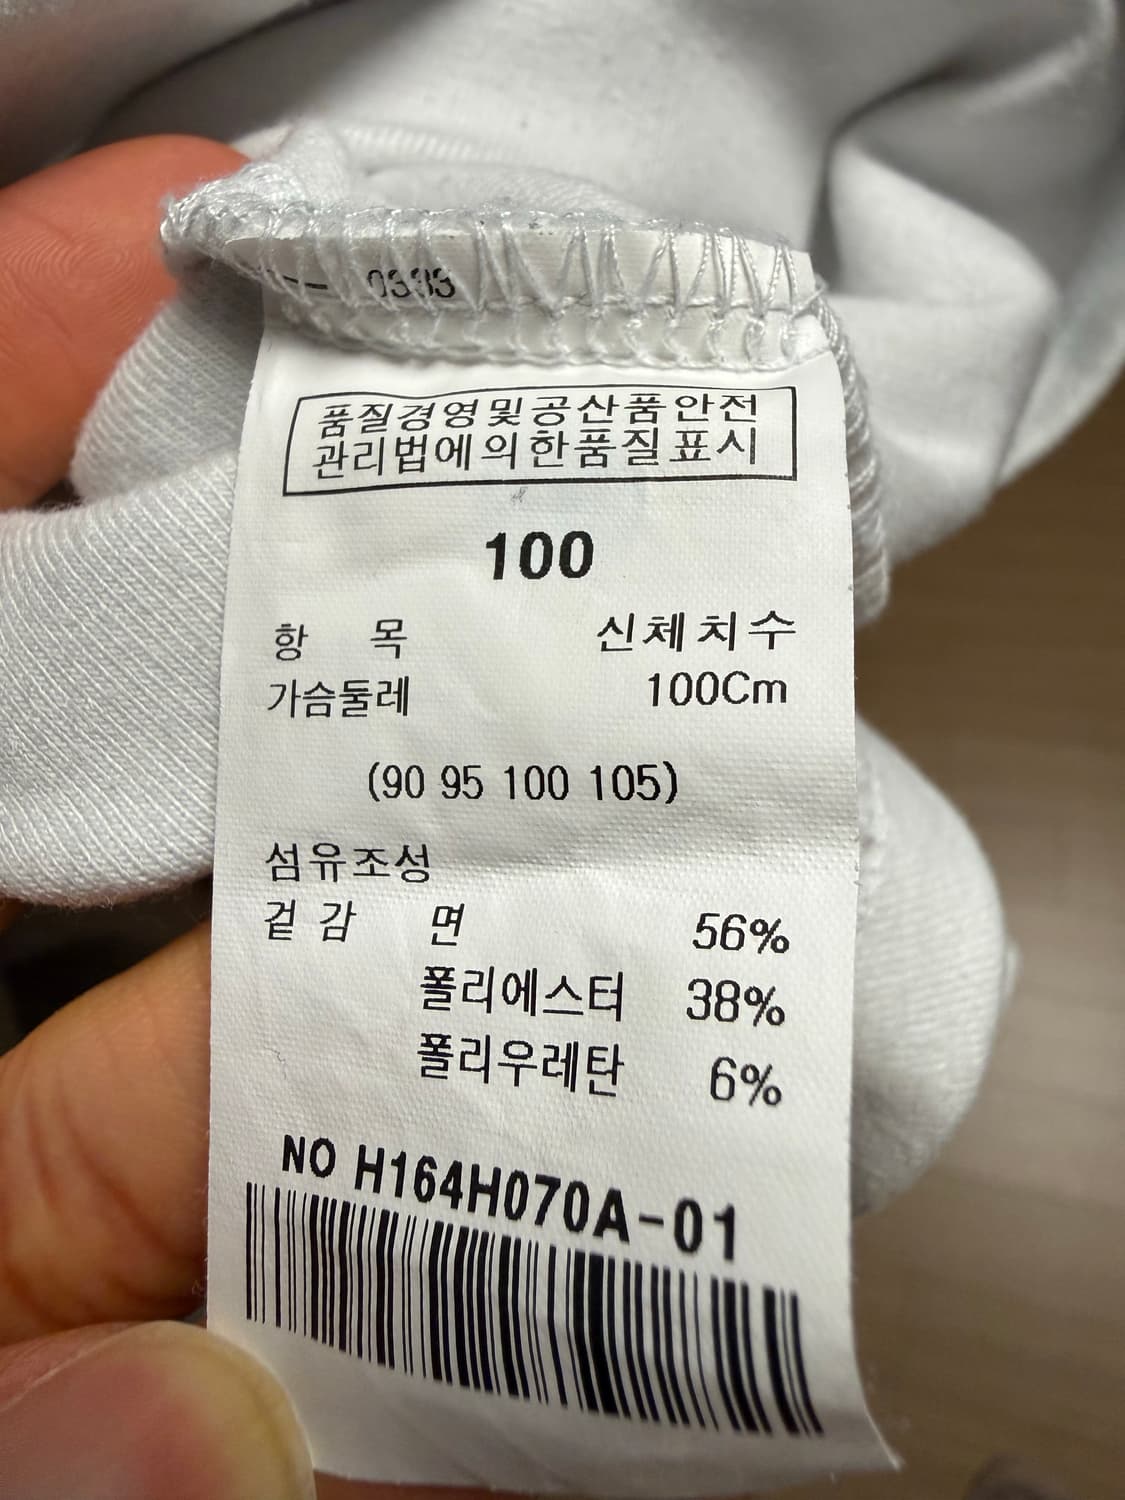 품질경영및공산품안전
관리법에의한품질표시
100
항 목 신체치수
가슴둘레 100Cm
(90 95 100 105)
섬유조성
겉 감 면 56%
폴리에스터 38%
폴리우레탄 6%
NO H164H070A-01